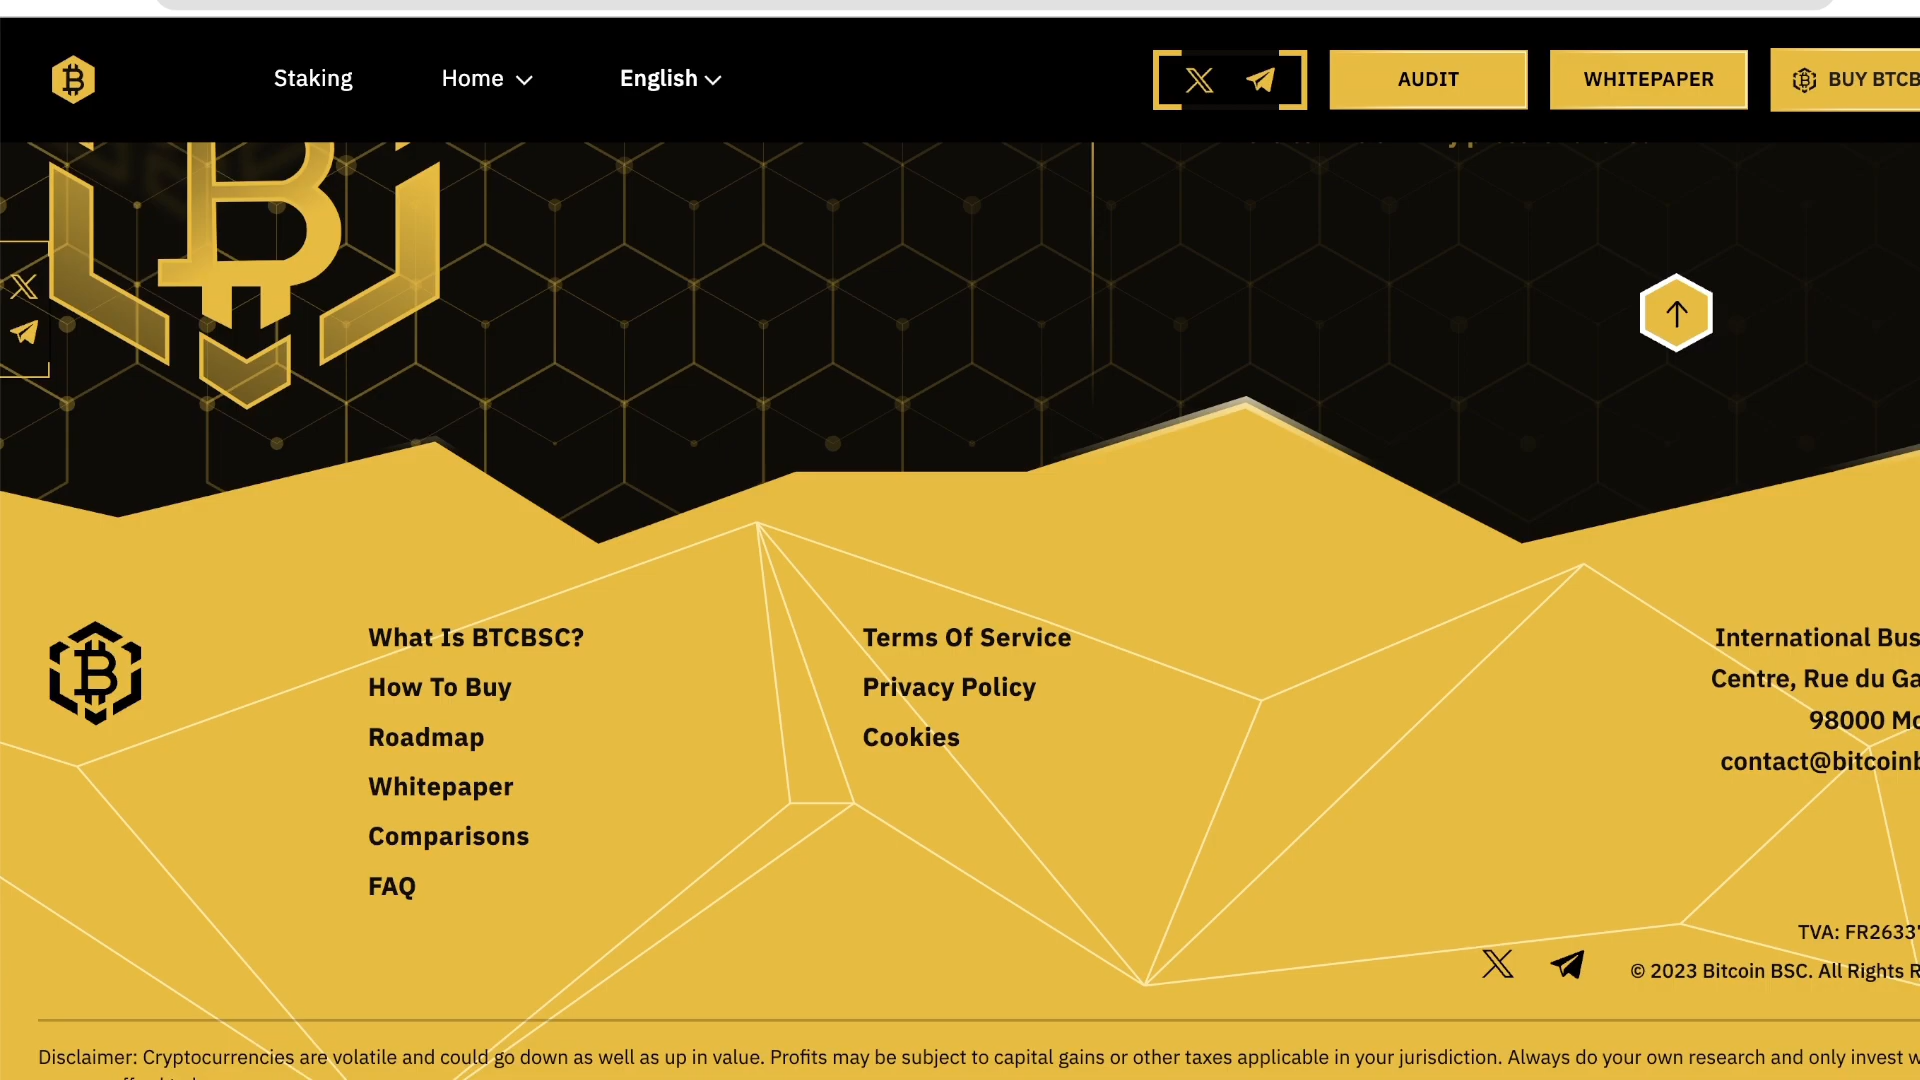 Staking
Home
English
AUDIT
WHITEPAPER
BUY BTCB
What Is BTCBSC?
How To Buy
Roadmap
Whitepaper
Comparisons
FAQ
Terms Of Service
Privacy Policy
Cookies
International Bus
Centre, Rue du Ga
98000 Mo
contact@bitcoinb
TVA: FR2633
© 2023 Bitcoin BSC. All Rights R
Disclaimer: Cryptocurrencies are volatile and could go down as well as up in value. Profits may be subject to capital gains or other taxes applicable in your jurisdiction. Always do your own research and only invest w